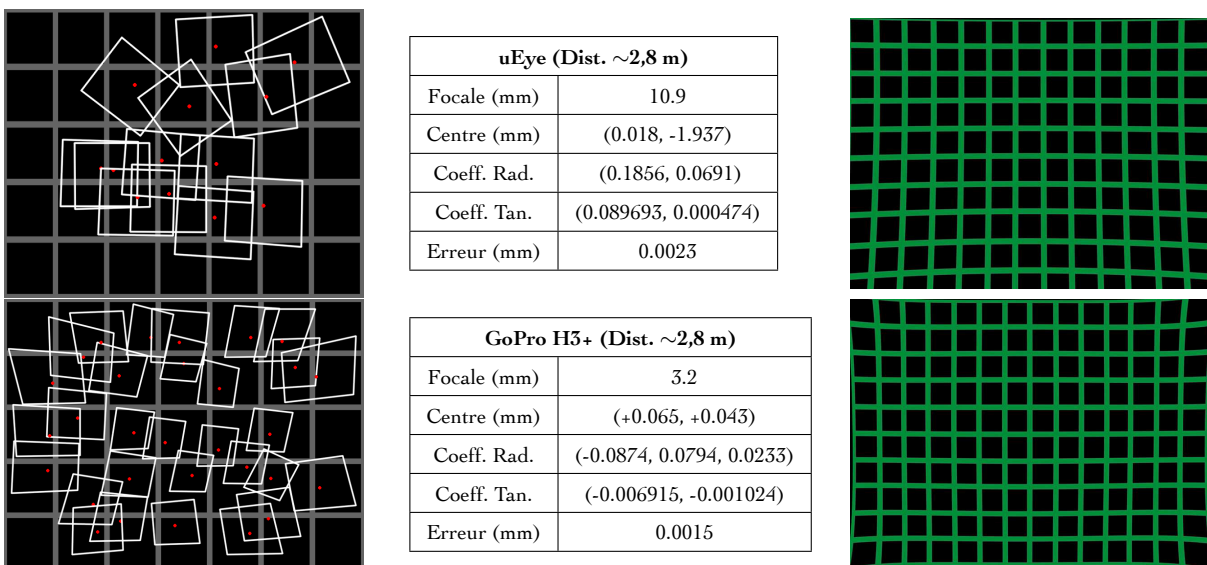 uEye (Dist. ∼2,8 m)
Focale (mm) 10.9
Centre (mm) (0.018, -1.937)
Coeff. Rad. (0.1856, 0.0691)
Coeff. Tan. (0.089693, 0.000474)
Erreur (mm) 0.0023
GoPro H3+ (Dist. ∼2,8 m)
Focale (mm) 3.2
Centre (mm) (+0.065, +0.043)
Coeff. Rad. (-0.0874, 0.0794, 0.0233)
Coeff. Tan. (-0.006915, -0.001024)
Erreur (mm) 0.0015